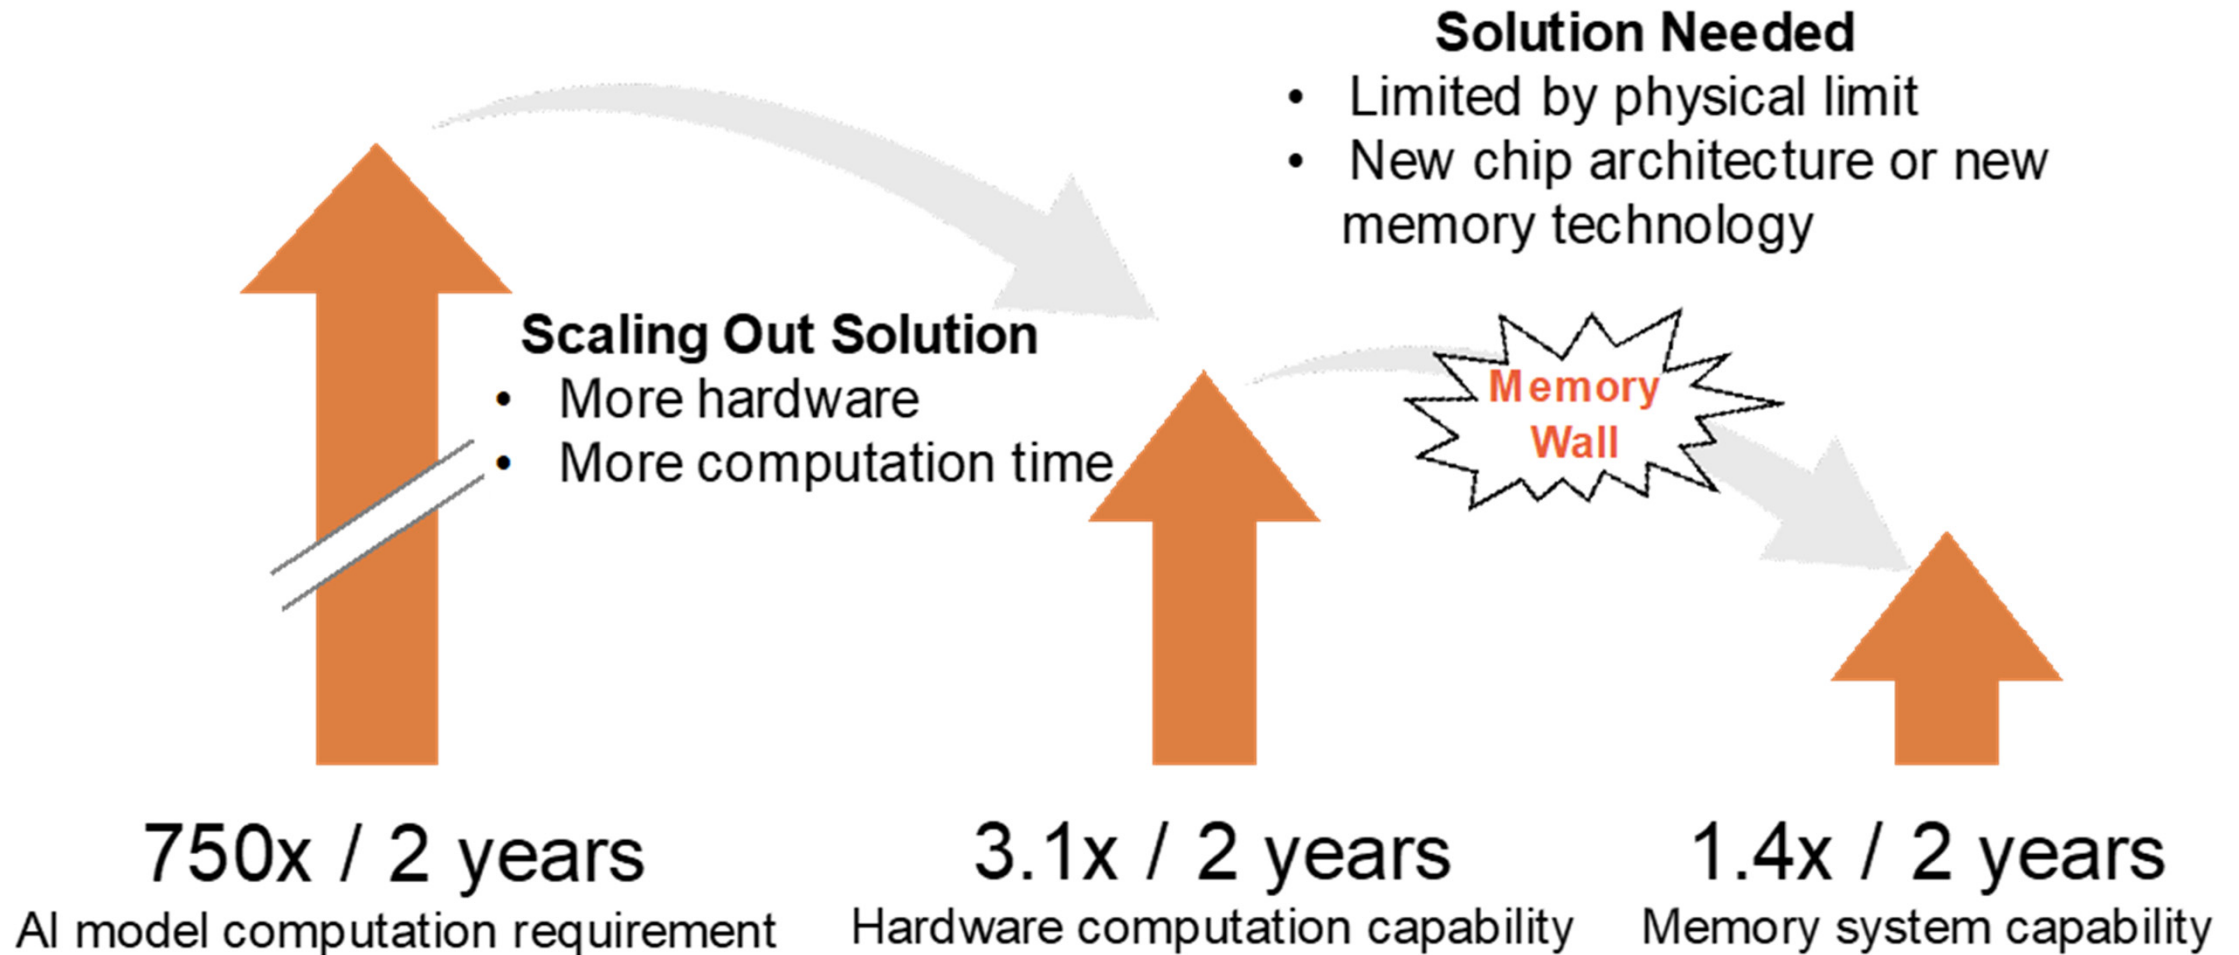 Solution Needed
• Limited by physical limit
• New chip architecture or new
memory technology
Scaling Out Solution
• More hardware
• More computation time
Memory
Wall
750x / 2 years
AI model computation requirement
3.1x / 2 years
Hardware computation capability
1.4x / 2 years
Memory system capability